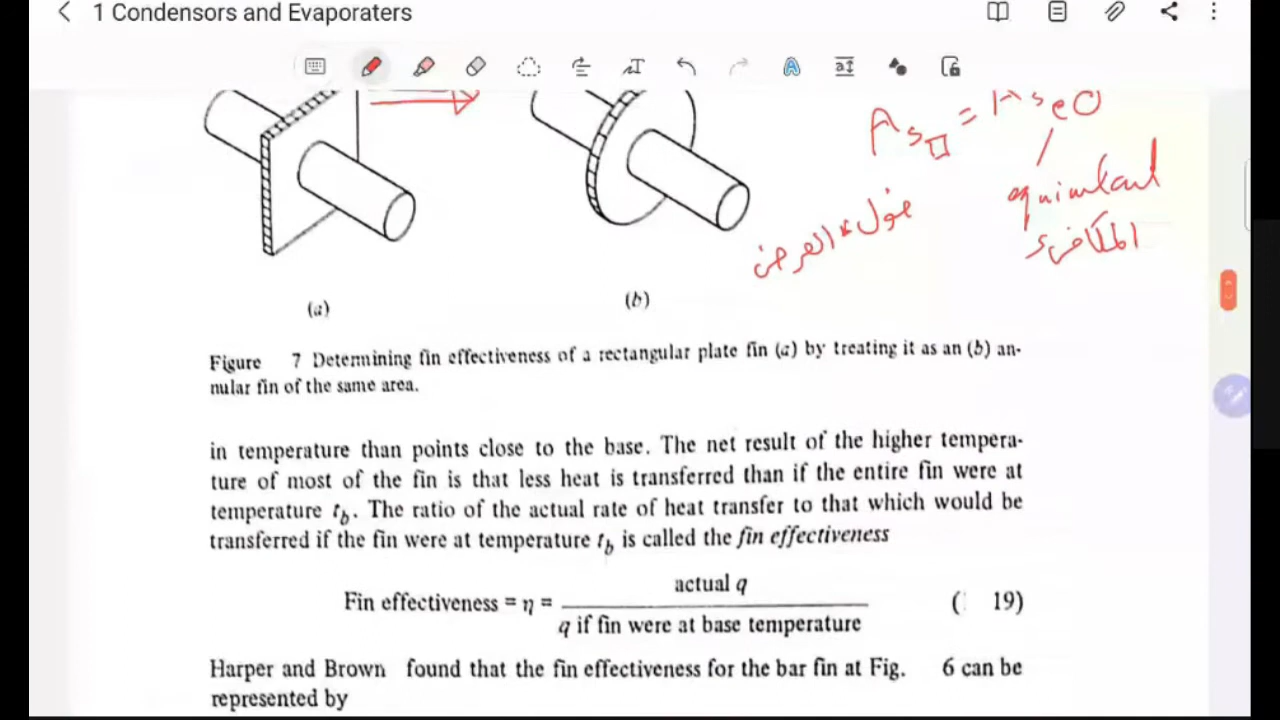 1 Condensors and Evaporaters
As□ = AseO
equivalent
المكافئ
طول * العرض
(a)
(b)
Figure 7 Determining fin effectiveness of a rectangular plate fin (a) by treating it as an (b) an-
nular fin of the same area.
in temperature than points close to the base. The net result of the higher tempera-
ture of most of the fin is that less heat is transferred than if the entire fin were at
temperature t_b. The ratio of the actual rate of heat transfer to that which would be
transferred if the fin were at temperature t_b is called the fin effectiveness
actual q
Fin effectiveness = η = ( 19)
q if fin were at base temperature
Harper and Brown found that the fin effectiveness for the bar fin at Fig. 6 can be
represented by